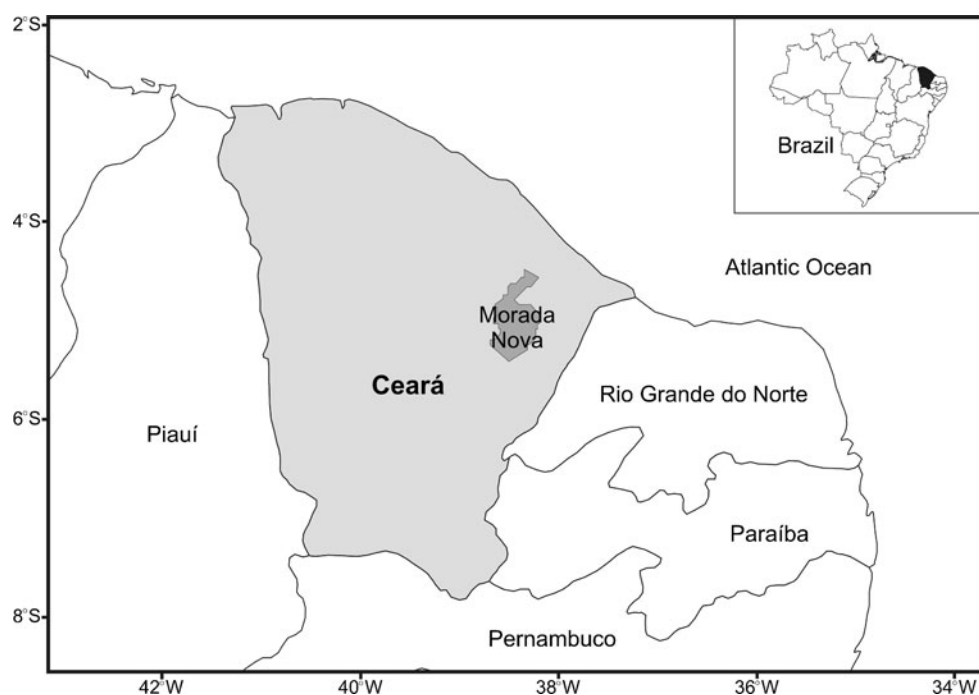 2°S
4°S
6°S
8°S
42°W
40°W
38°W
36°W
34°W
Brazil
Atlantic Ocean
Morada
Nova
Ceará
Rio Grande do Norte
Piauí
Paraíba
Pernambuco